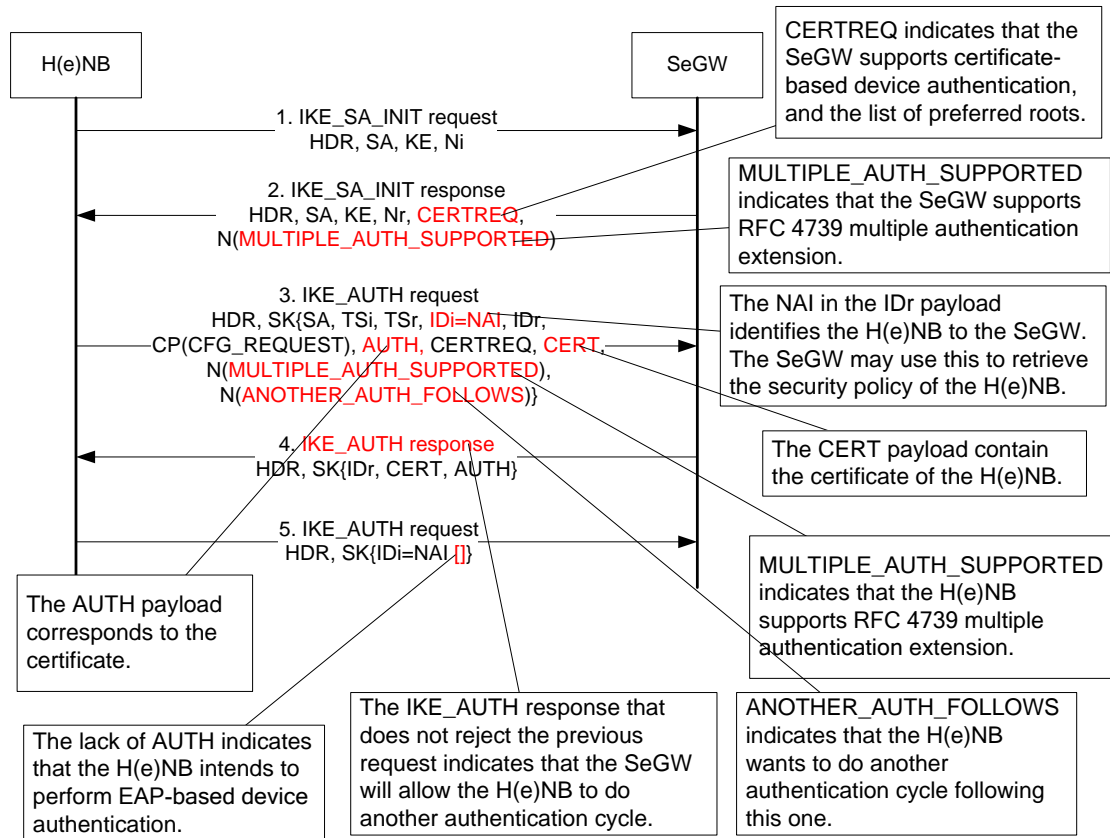 H(e)NB
SeGW
CERTREQ indicates that the
SeGW supports certificate-
based device authentication,
and the list of preferred roots.
1. IKE_SA_INIT request
HDR, SA, KE, Ni
MULTIPLE_AUTH_SUPPORTED
indicates that the SeGW supports
RFC 4739 multiple authentication
extension.
2. IKE_SA_INIT response
HDR, SA, KE, Nr, CERTREQ,
N(MULTIPLE_AUTH_SUPPORTED)
3. IKE_AUTH request
HDR, SK{SA, TSi, TSr, IDi=NAI, IDr,
CP(CFG_REQUEST), AUTH, CERTREQ, CERT,
N(MULTIPLE_AUTH_SUPPORTED),
N(ANOTHER_AUTH_FOLLOWS)}
The NAI in the IDr payload
identifies the H(e)NB to the SeGW.
The SeGW may use this to retrieve
the security policy of the H(e)NB.
4. IKE_AUTH response
HDR, SK{IDr, CERT, AUTH}
The CERT payload contain
the certificate of the H(e)NB.
5. IKE_AUTH request
HDR, SK{IDi=NAI []}
MULTIPLE_AUTH_SUPPORTED
indicates that the H(e)NB
supports RFC 4739 multiple
authentication extension.
The AUTH payload
corresponds to the
certificate.
The lack of AUTH indicates
that the H(e)NB intends to
perform EAP-based device
authentication.
The IKE_AUTH response that
does not reject the previous
request indicates that the SeGW
will allow the H(e)NB to do
another authentication cycle.
ANOTHER_AUTH_FOLLOWS
indicates that the H(e)NB
wants to do another
authentication cycle following
this one.